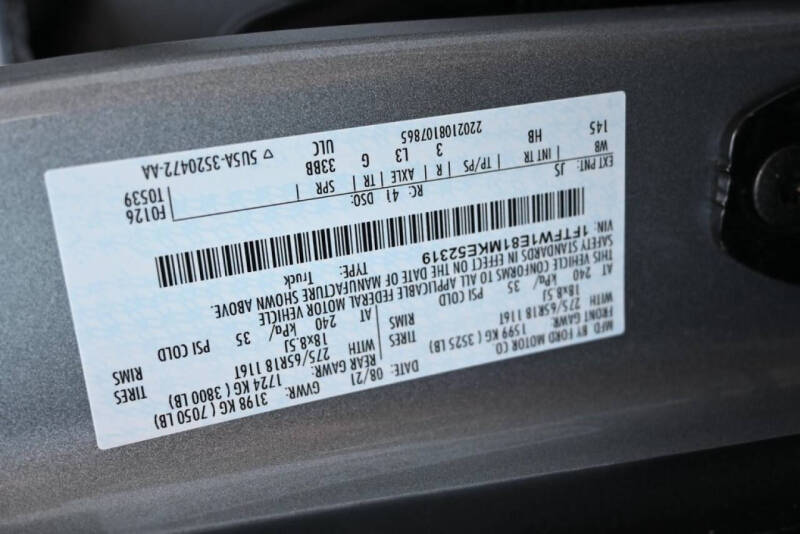 MFD BY FORD MOTOR CO.
DATE: 08/21 GVWR: 3198 KG ( 7050 LB)
FRONT GAWR: 1599 KG ( 3525 LB) REAR GAWR: 1724 KG ( 3800 LB)
WITH 275/65R18 116T TIRES WITH 275/65R18 116T TIRES
18x8.5J RIMS 18x8.5J RIMS
AT 240 kPa/ 35 PSI COLD AT 240 kPa/ 35 PSI COLD
THIS VEHICLE CONFORMS TO ALL APPLICABLE FEDERAL MOTOR VEHICLE
SAFETY STANDARDS IN EFFECT ON THE DATE OF MANUFACTURE SHOWN ABOVE.
VIN: 1FTFW1E81MKE52319 TYPE: Truck
F0126
T0539
EXT PNT: JS RC: 41 DSO:
WB | INT TR | TP/PS | R | AXLE | TR | SPR
145 HB 3 L3 G 33BB
2202108107865 ULC
▽ 5U5A-3520472-AA